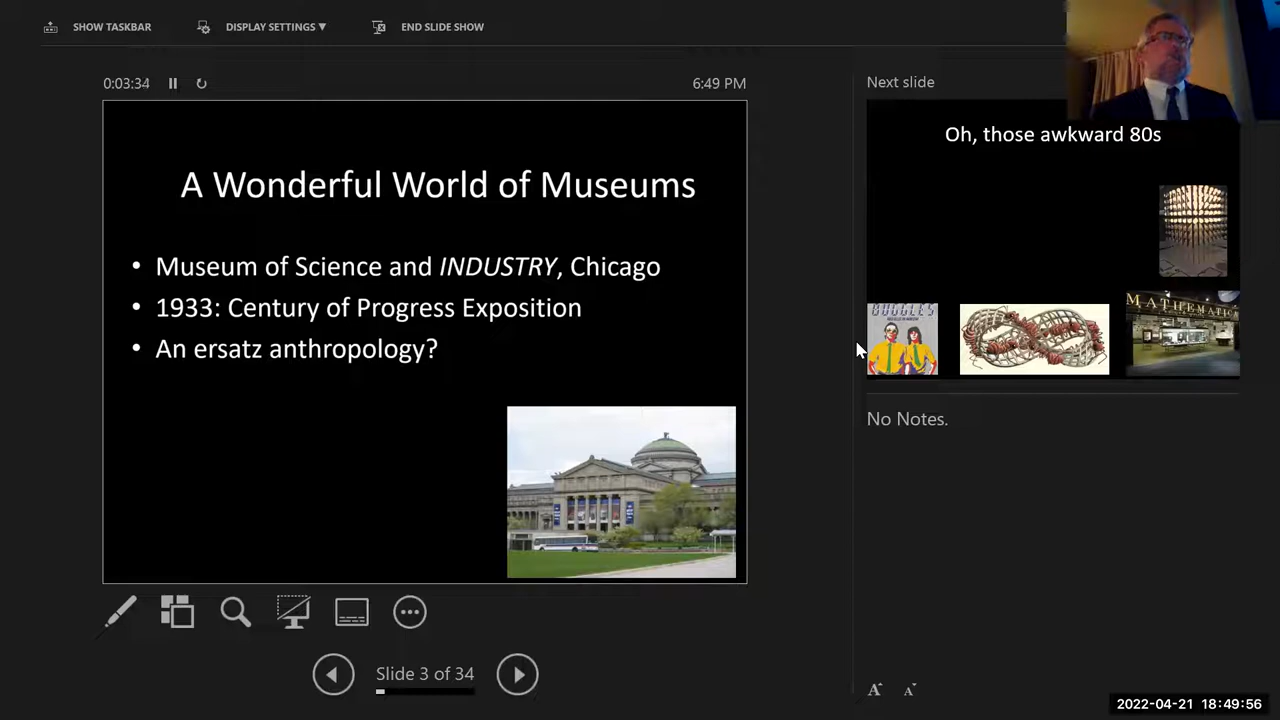 SHOW TASKBAR
DISPLAY SETTINGS ▼
END SLIDE SHOW
0:03:34
6:49 PM
A Wonderful World of Museums
• Museum of Science and INDUSTRY, Chicago
• 1933: Century of Progress Exposition
• An ersatz anthropology?
Slide 3 of 34
Next slide
Oh, those awkward 80s
BUGGLES
MATHEMATICA
No Notes.
A A
2022-04-21 18:49:56